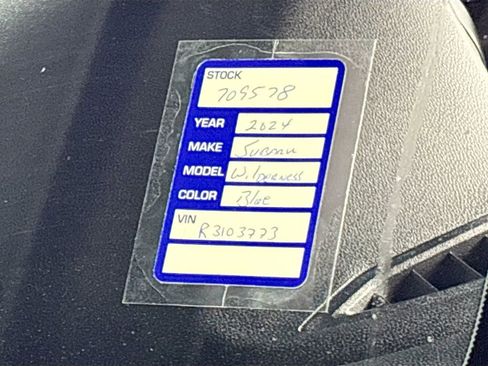 STOCK
709578
YEAR 2024
MAKE Subaru
MODEL Wilderness
COLOR Blue
VIN
R3103773